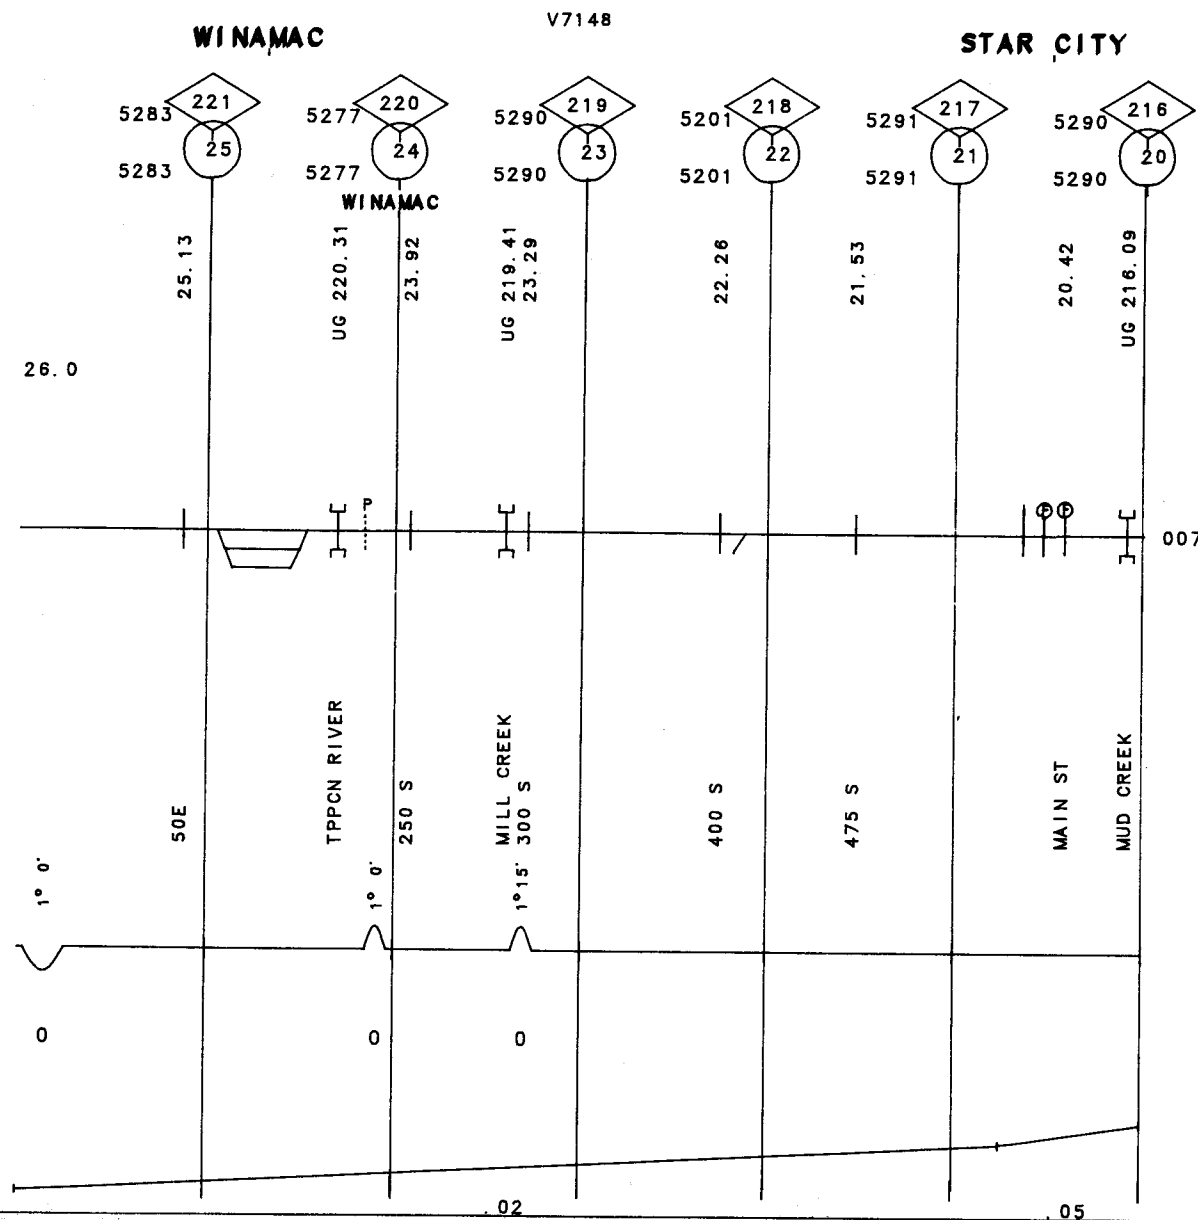 V7148
WINAMAC
STAR CITY
5283 221
5277 220
5290 219
5201 218
5291 217
5290 216
5283 25
5277 24
5290 23
5201 22
5291 21
5290 20
WINAMAC
25.13
UG 220.31
23.92
UG 219.41
23.29
22.26
21.53
20.42
UG 216.09
26.0
P
P
P
007
50E
TPPCN RIVER
250 S
MILL CREEK
300 S
400 S
475 S
MAIN ST
MUD CREEK
1° 0'
1° 0'
1°15'
0
0
0
.02
.05